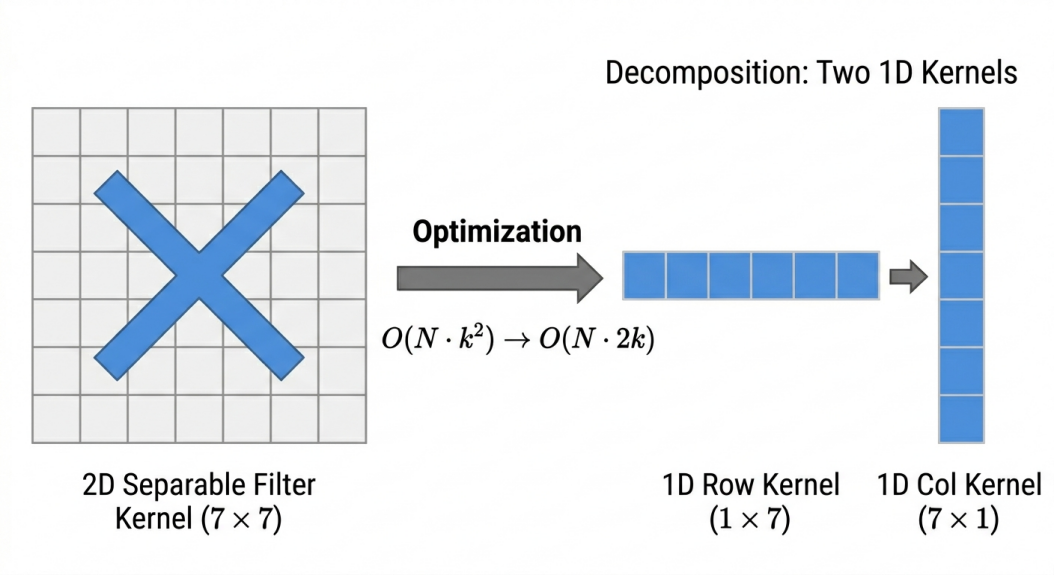 Decomposition: Two 1D Kernels
Optimization
O(N · k²) → O(N · 2k)
2D Separable Filter
Kernel (7 × 7)
1D Row Kernel
(1 × 7)
1D Col Kernel
(7 × 1)